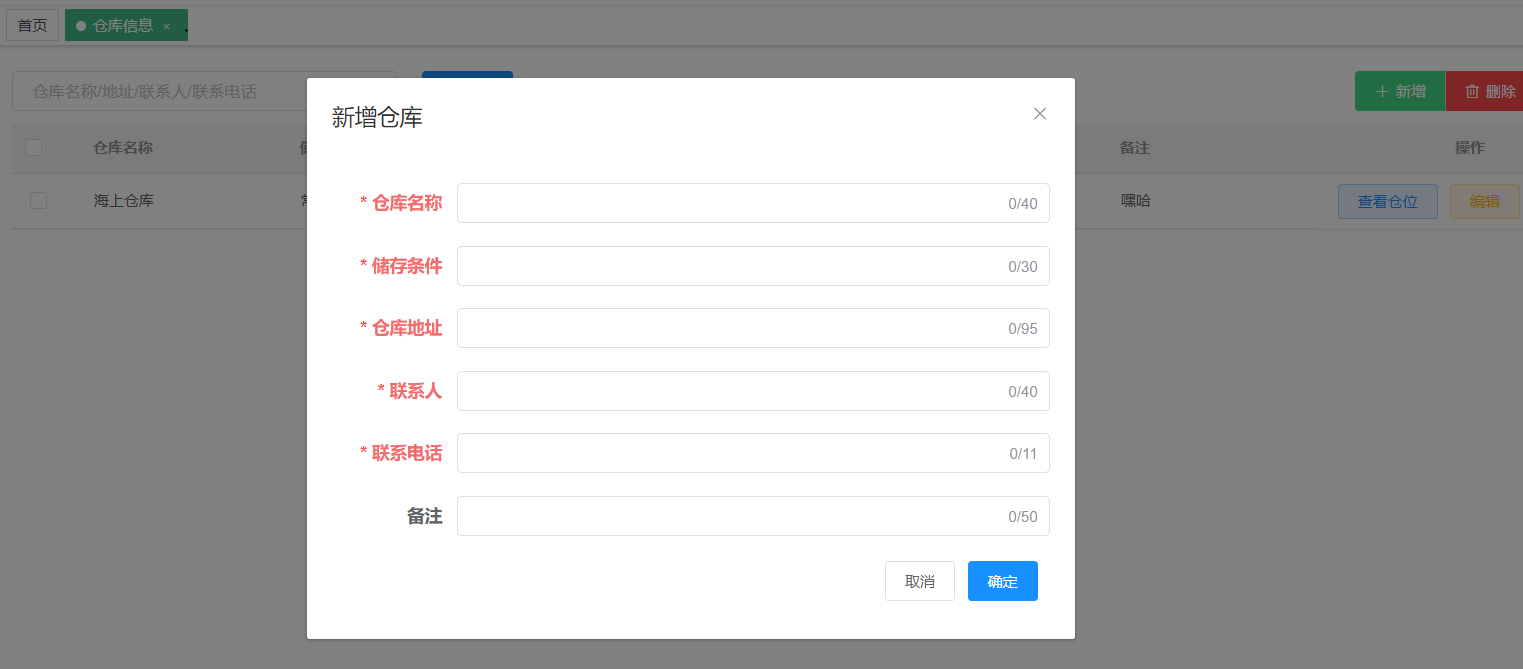 首页
仓库信息 ×
仓库名称/地址/联系人/联系电话
+ 新增
删除
仓库名称
备注
操作
海上仓库
嘿哈
查看仓位
编辑
新增仓库
* 仓库名称
0/40
* 储存条件
0/30
* 仓库地址
0/95
* 联系人
0/40
* 联系电话
0/11
备注
0/50
取消
确定